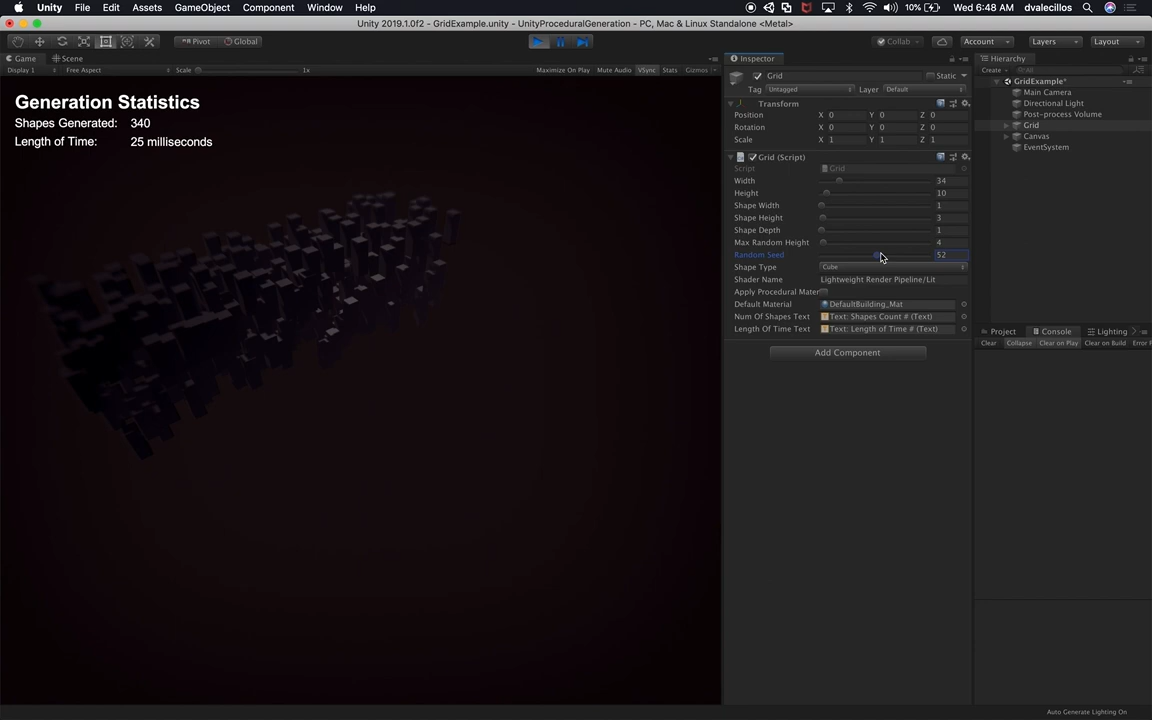 Unity File Edit Assets GameObject Component Window Help 10% Wed 6:48 AM dvalecillos
Unity 2019.1.0f2 - GridExample.unity - UnityProceduralGeneration - PC, Mac & Linux Standalone <Metal>
Pivot Global Collab Account Layers Layout
Game Scene Inspector Hierarchy
Display 1 Free Aspect Scale 1x Maximize On Play Mute Audio VSync Stats Gizmos
Create All
Generation Statistics
Shapes Generated: 340
Length of Time: 25 milliseconds
Grid Static
Tag Untagged Layer Default
Transform
Position X 0 Y 0 Z 0
Rotation X 0 Y 0 Z 0
Scale X 1 Y 1 Z 1
Grid (Script)
Script Grid
Width 34
Height 10
Shape Width 1
Shape Height 3
Shape Depth 1
Max Random Height 4
Random Seed 52
Shape Type Cube
Shader Name Lightweight Render Pipeline/Lit
Apply Procedural Mater
Default Material DefaultBuilding_Mat
Num Of Shapes Text Text: Shapes Count # (Text)
Length Of Time Text Text: Length of Time # (Text)
Add Component
GridExample*
Main Camera
Directional Light
Post-process Volume
Grid
Canvas
EventSystem
Project Console Lighting
Clear Collapse Clear on Play Clear on Build Error P
Auto Generate Lighting On